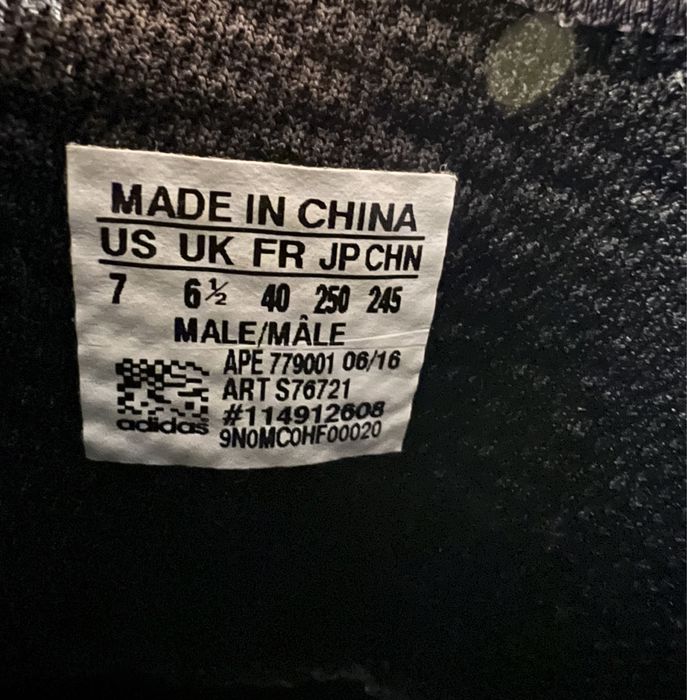 MADE IN CHINA
US UK FR JP CHN
7 6½ 40 250 245
MALE/MÂLE
APE 779001 06/16
ART S76721
#114912608
adidas 9N0MC0HF00020